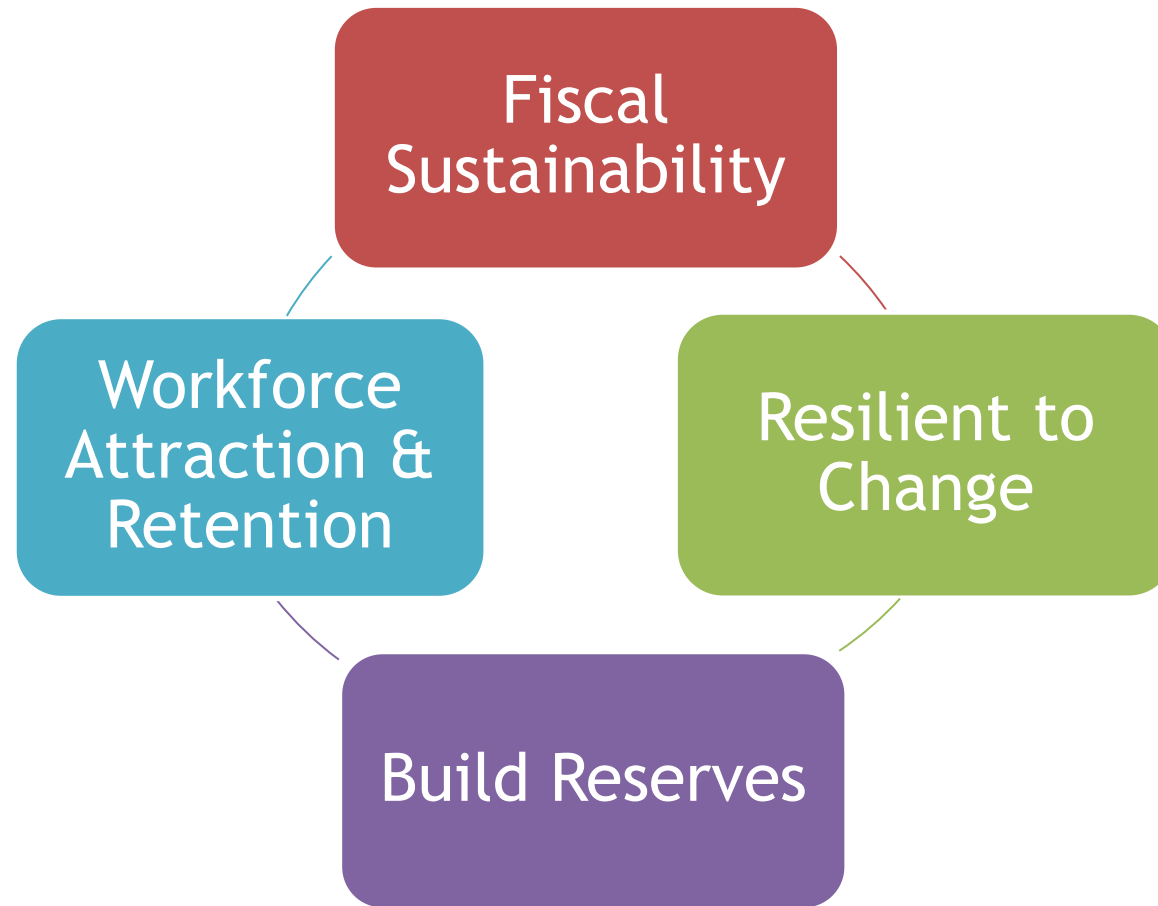 Fiscal
Sustainability
Workforce
Attraction &
Retention
Resilient to
Change
Build Reserves